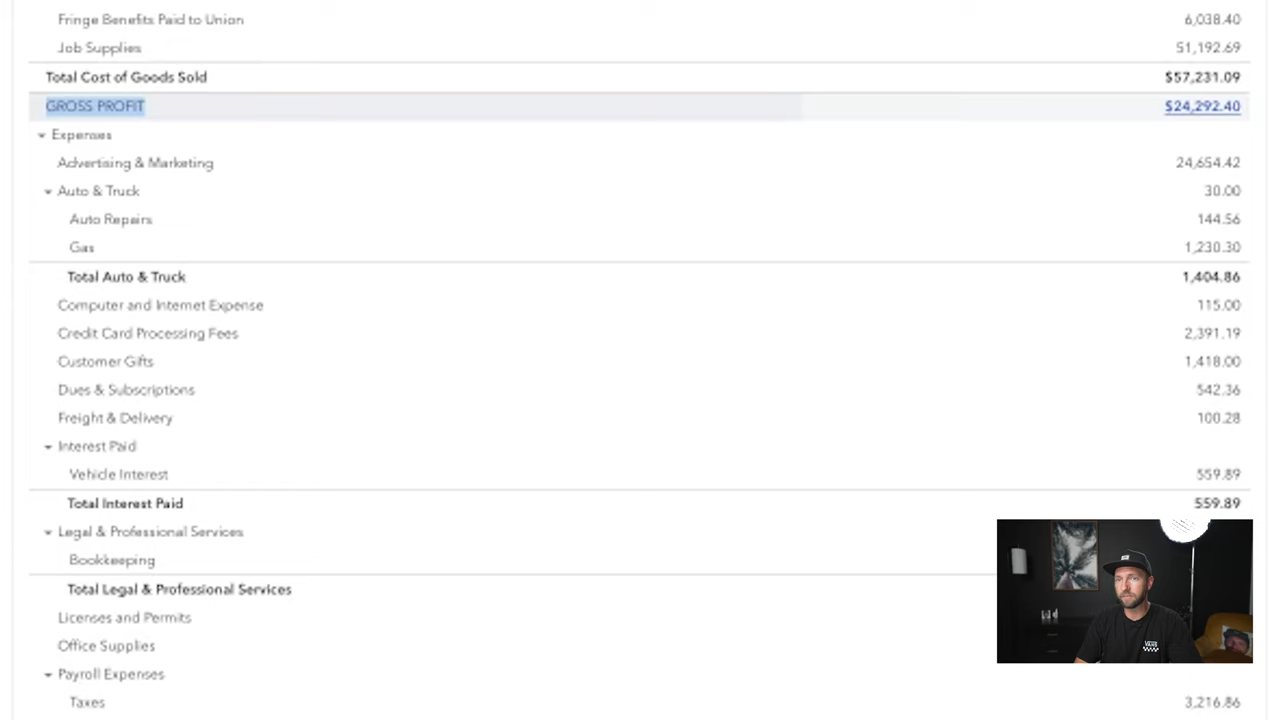 Fringe Benefits Paid to Union 6,038.40
Job Supplies 51,192.69
Total Cost of Goods Sold $57,231.09
GROSS PROFIT $24,292.40
Expenses
Advertising & Marketing 24,654.42
Auto & Truck 30.00
Auto Repairs 144.56
Gas 1,230.30
Total Auto & Truck 1,404.86
Computer and Internet Expense 115.00
Credit Card Processing Fees 2,391.19
Customer Gifts 1,418.00
Dues & Subscriptions 542.36
Freight & Delivery 100.28
Interest Paid
Vehicle Interest 559.89
Total Interest Paid 559.89
Legal & Professional Services
Bookkeeping
Total Legal & Professional Services
Licenses and Permits
Office Supplies
Payroll Expenses
Taxes 3,216.86
VANS